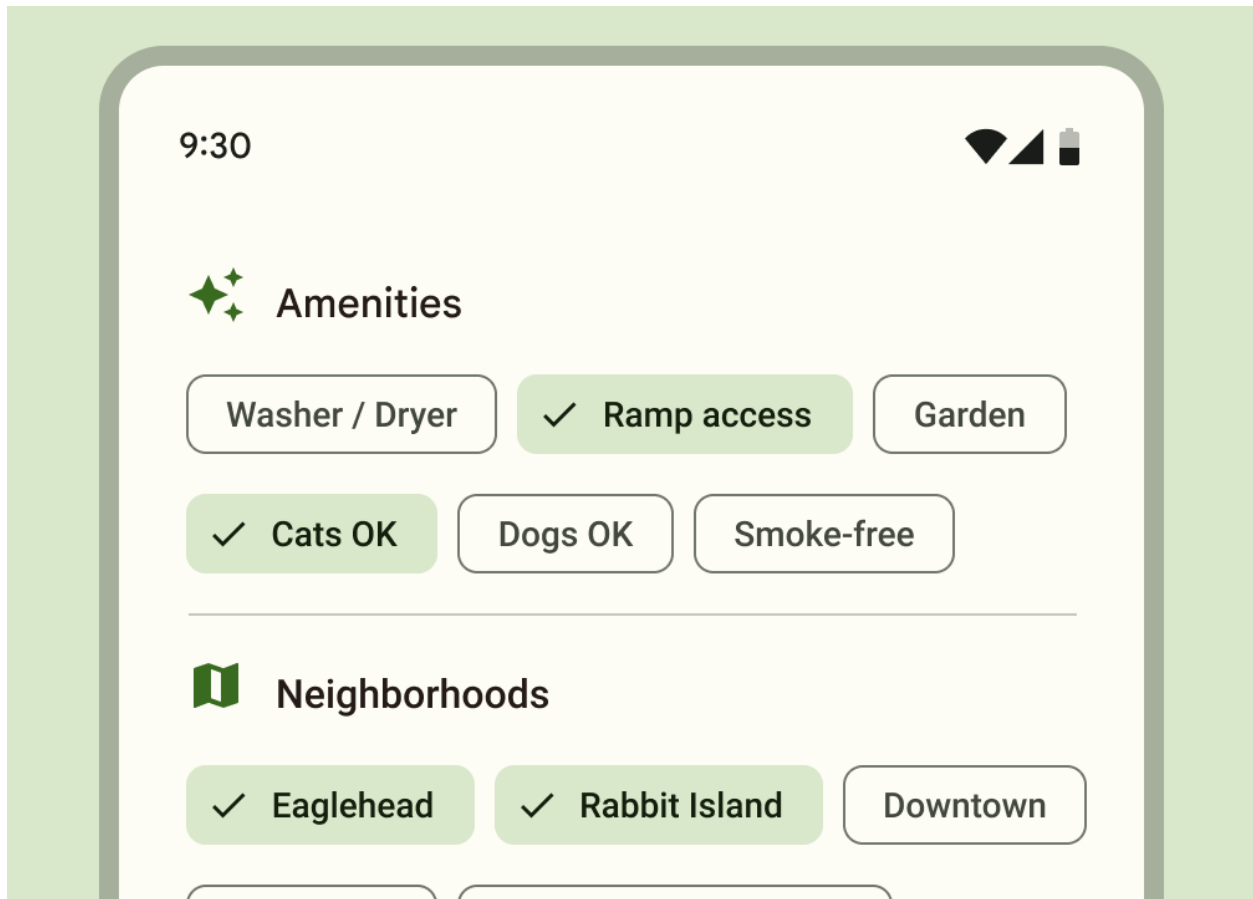 9:30
Amenities
Washer / Dryer Ramp access Garden
Cats OK Dogs OK Smoke-free
Neighborhoods
Eaglehead Rabbit Island Downtown